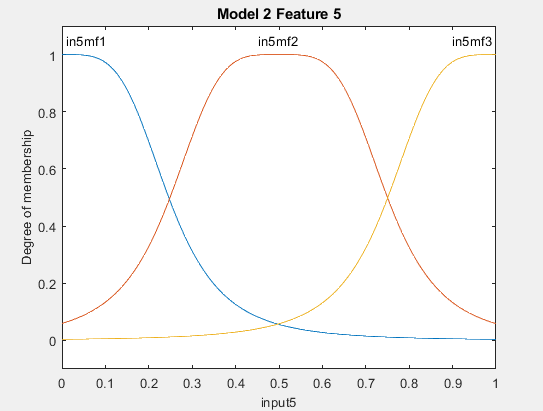 Model 2 Feature 5
in5mf1 in5mf2 in5mf3
1
0.8
0.6
0.4
0.2
0
Degree of membership
0 0.1 0.2 0.3 0.4 0.5 0.6 0.7 0.8 0.9 1
input5